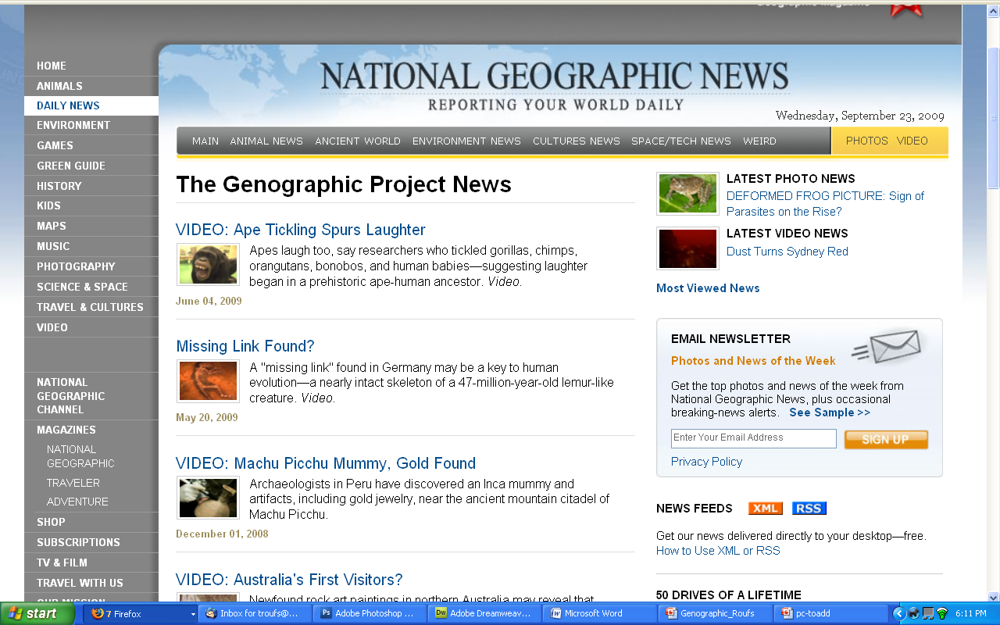 Geographic Magazine
HOME
ANIMALS
DAILY NEWS
ENVIRONMENT
GAMES
GREEN GUIDE
HISTORY
KIDS
MAPS
MUSIC
PHOTOGRAPHY
SCIENCE & SPACE
TRAVEL & CULTURES
VIDEO
NATIONAL
GEOGRAPHIC
CHANNEL
MAGAZINES
NATIONAL
GEOGRAPHIC
TRAVELER
ADVENTURE
SHOP
SUBSCRIPTIONS
TV & FILM
TRAVEL WITH US
OUR MISSION
NATIONAL GEOGRAPHIC NEWS
REPORTING YOUR WORLD DAILY
Wednesday, September 23, 2009
MAIN ANIMAL NEWS ANCIENT WORLD ENVIRONMENT NEWS CULTURES NEWS SPACE/TECH NEWS WEIRD PHOTOS VIDEO
The Genographic Project News
VIDEO: Ape Tickling Spurs Laughter
Apes laugh too, say researchers who tickled gorillas, chimps,
orangutans, bonobos, and human babies—suggesting laughter
began in a prehistoric ape-human ancestor. Video.
June 04, 2009
Missing Link Found?
A "missing link" found in Germany may be a key to human
evolution—a nearly intact skeleton of a 47-million-year-old lemur-like
creature. Video.
May 20, 2009
VIDEO: Machu Picchu Mummy, Gold Found
Archaeologists in Peru have discovered an Inca mummy and
artifacts, including gold jewelry, near the ancient mountain citadel of
Machu Picchu.
December 01, 2008
VIDEO: Australia's First Visitors?
Newfound rock art paintings in northern Australia may reveal that
LATEST PHOTO NEWS
DEFORMED FROG PICTURE: Sign of
Parasites on the Rise?
LATEST VIDEO NEWS
Dust Turns Sydney Red
Most Viewed News
EMAIL NEWSLETTER
Photos and News of the Week
Get the top photos and news of the week from
National Geographic News, plus occasional
breaking-news alerts. See Sample >>
Enter Your Email Address SIGN UP
Privacy Policy
NEWS FEEDS XML RSS
Get our news delivered directly to your desktop—free.
How to Use XML or RSS
50 DRIVES OF A LIFETIME
start 7 Firefox Inbox for troufs@... Adobe Photoshop ... Adobe Dreamweav... Microsoft Word Genographic_Roufs pc-toadd 6:11 PM